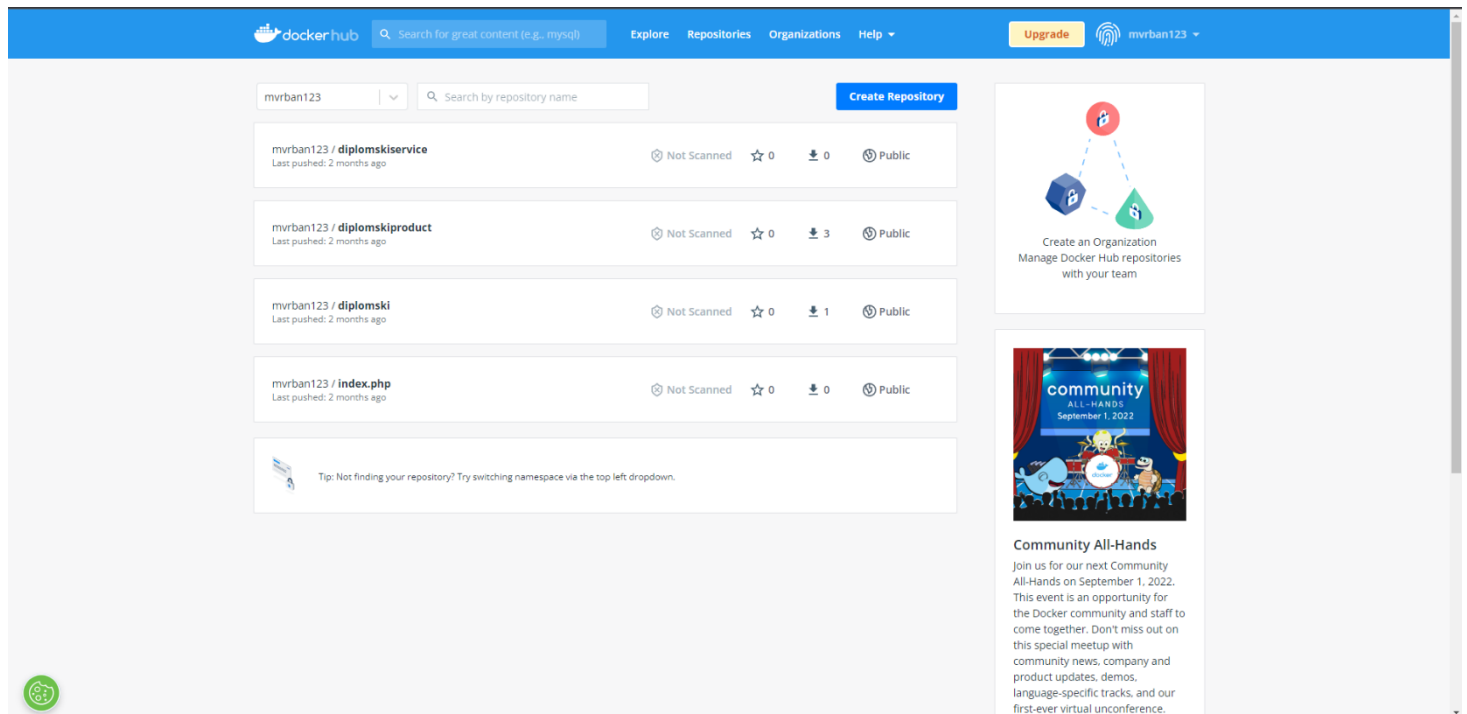 dockerhub
Search for great content (e.g., mysql)
Explore
Repositories
Organizations
Help
Upgrade
mvrban123
mvrban123
Search by repository name
Create Repository
mvrban123 / diplomskiservice
Last pushed: 2 months ago
Not Scanned
0
0
Public
mvrban123 / diplomskiproduct
Last pushed: 2 months ago
Not Scanned
0
3
Public
mvrban123 / diplomski
Last pushed: 2 months ago
Not Scanned
0
1
Public
mvrban123 / index.php
Last pushed: 2 months ago
Not Scanned
0
0
Public
Tip: Not finding your repository? Try switching namespace via the top left dropdown.
Create an Organization
Manage Docker Hub repositories
with your team
community
ALL-HANDS
September 1, 2022
docker
Community All-Hands
Join us for our next Community
All-Hands on September 1, 2022.
This event is an opportunity for
the Docker community and staff to
come together. Don't miss out on
this special meetup with
community news, company and
product updates, demos,
language-specific tracks, and our
first-ever virtual unconference.